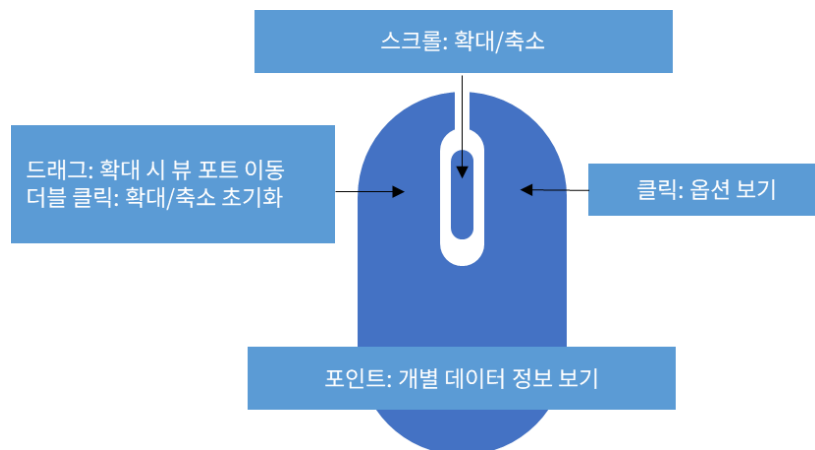 스크롤: 확대/축소
드래그: 확대 시 뷰 포트 이동
더블 클릭: 확대/축소 초기화
클릭: 옵션 보기
포인트: 개별 데이터 정보 보기